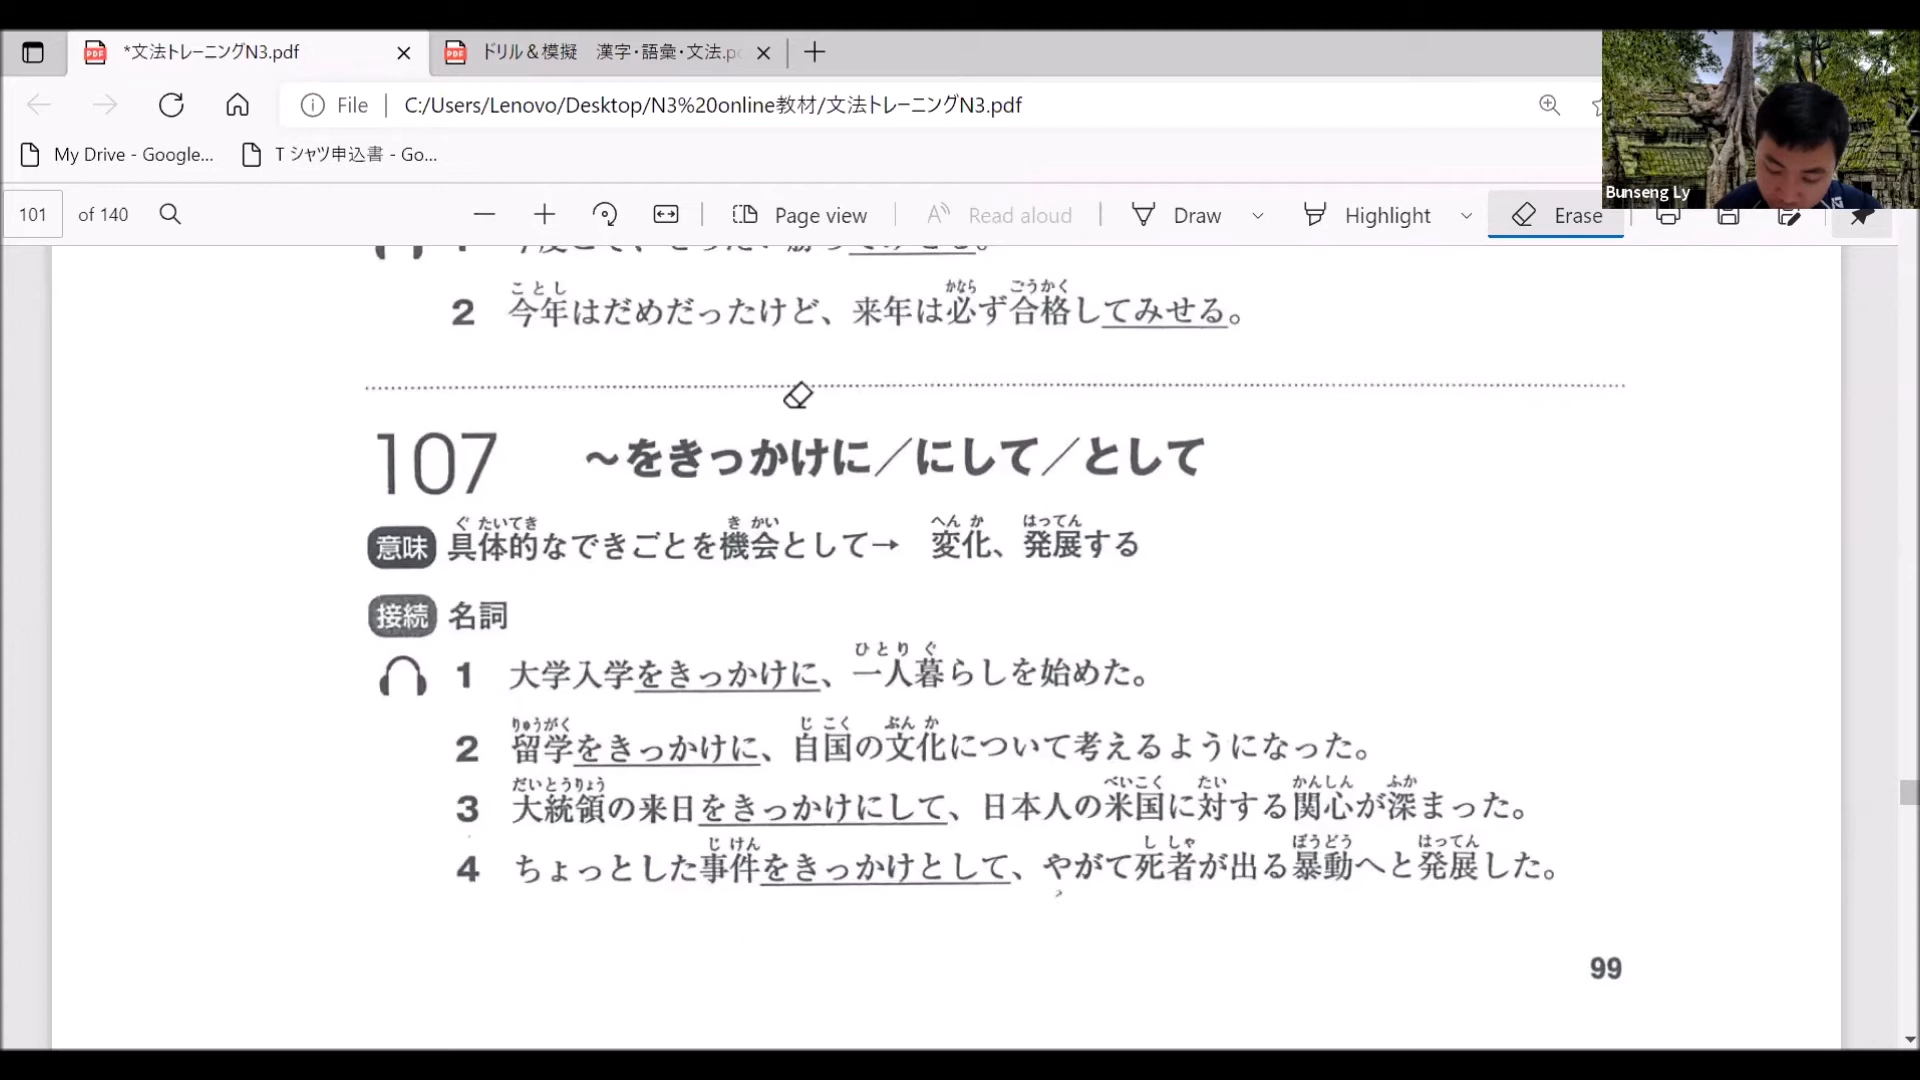 *文法トレーニングN3.pdf
ドリル＆模擬 漢字・語彙・文法.p
File
C:/Users/Lenovo/Desktop/N3%20online教材/文法トレーニングN3.pdf
My Drive - Google...
Tシャツ申込書 - Go...
Bunseng Ly
101 of 140
Page view
Read aloud
Draw
Highlight
Erase
ことし かなら ごうかく
2 今年はだめだったけど、来年は必ず合格してみせる。
107 ～をきっかけに／にして／として
ぐ たいてき き かい へん か はってん
意味 具体的なできごとを機会として→ 変化、発展する
接続 名詞
ひとり ぐ
1 大学入学をきっかけに、一人暮らしを始めた。
りゅうがく じ こく ぶん か
2 留学をきっかけに、自国の文化について考えるようになった。
だいとうりょう べいこく たい かんしん ふか
3 大統領の来日をきっかけにして、日本人の米国に対する関心が深まった。
じ けん し しゃ ぼうどう はってん
4 ちょっとした事件をきっかけとして、やがて死者が出る暴動へと発展した。
99